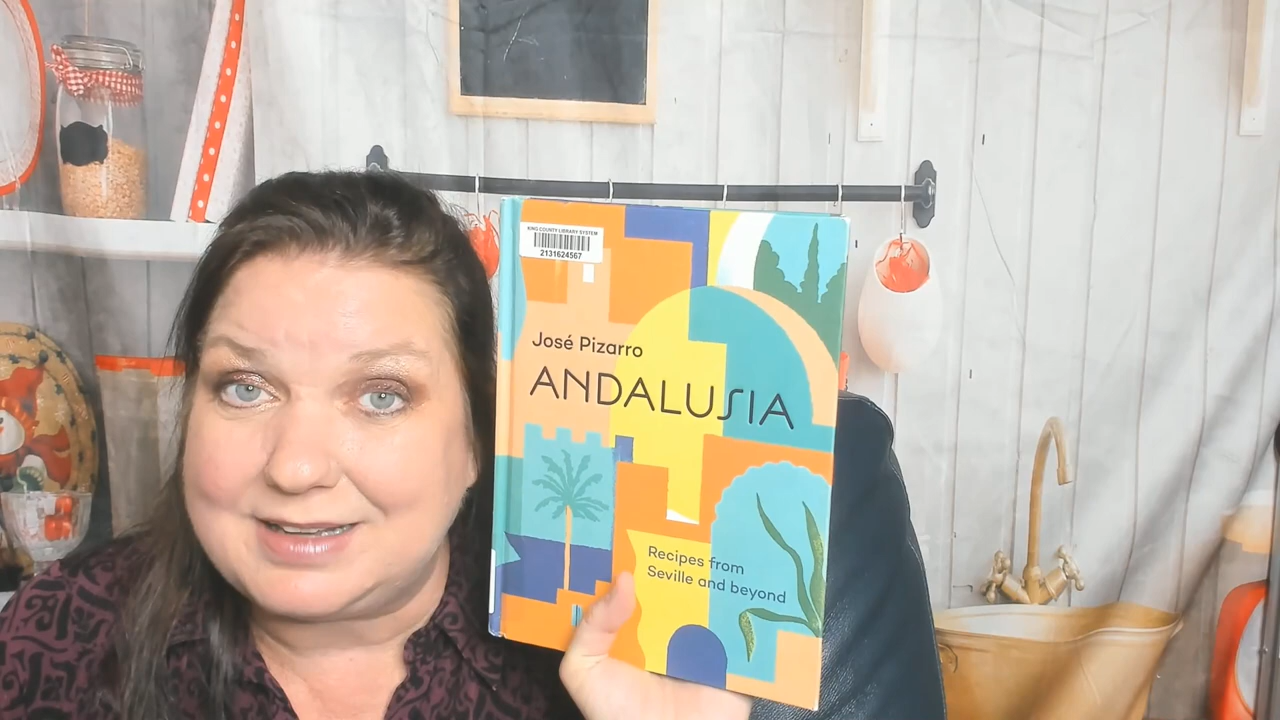 KING COUNTY LIBRARY SYSTEM
2131624567
José Pizarro
ANDALUSIA
Recipes from
Seville and beyond